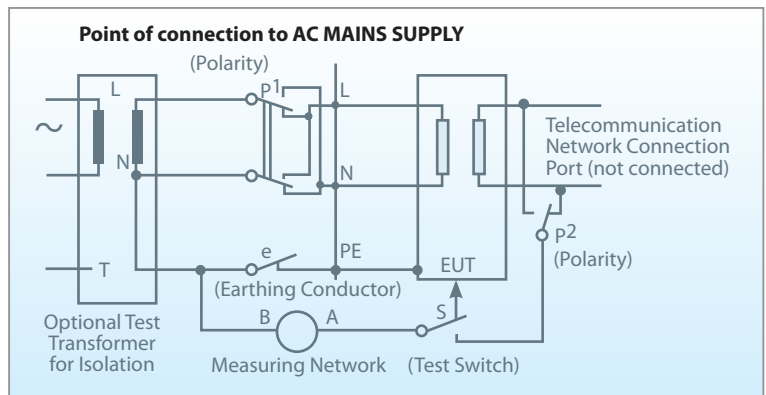 Point of connection to AC MAINS SUPPLY
(Polarity)
L
P1
L
N
N
Telecommunication
Network Connection
Port (not connected)
P2
(Polarity)
T
e
PE
EUT
(Earthing Conductor)
Optional Test
Transformer
for Isolation
B
A
S
Measuring Network
(Test Switch)